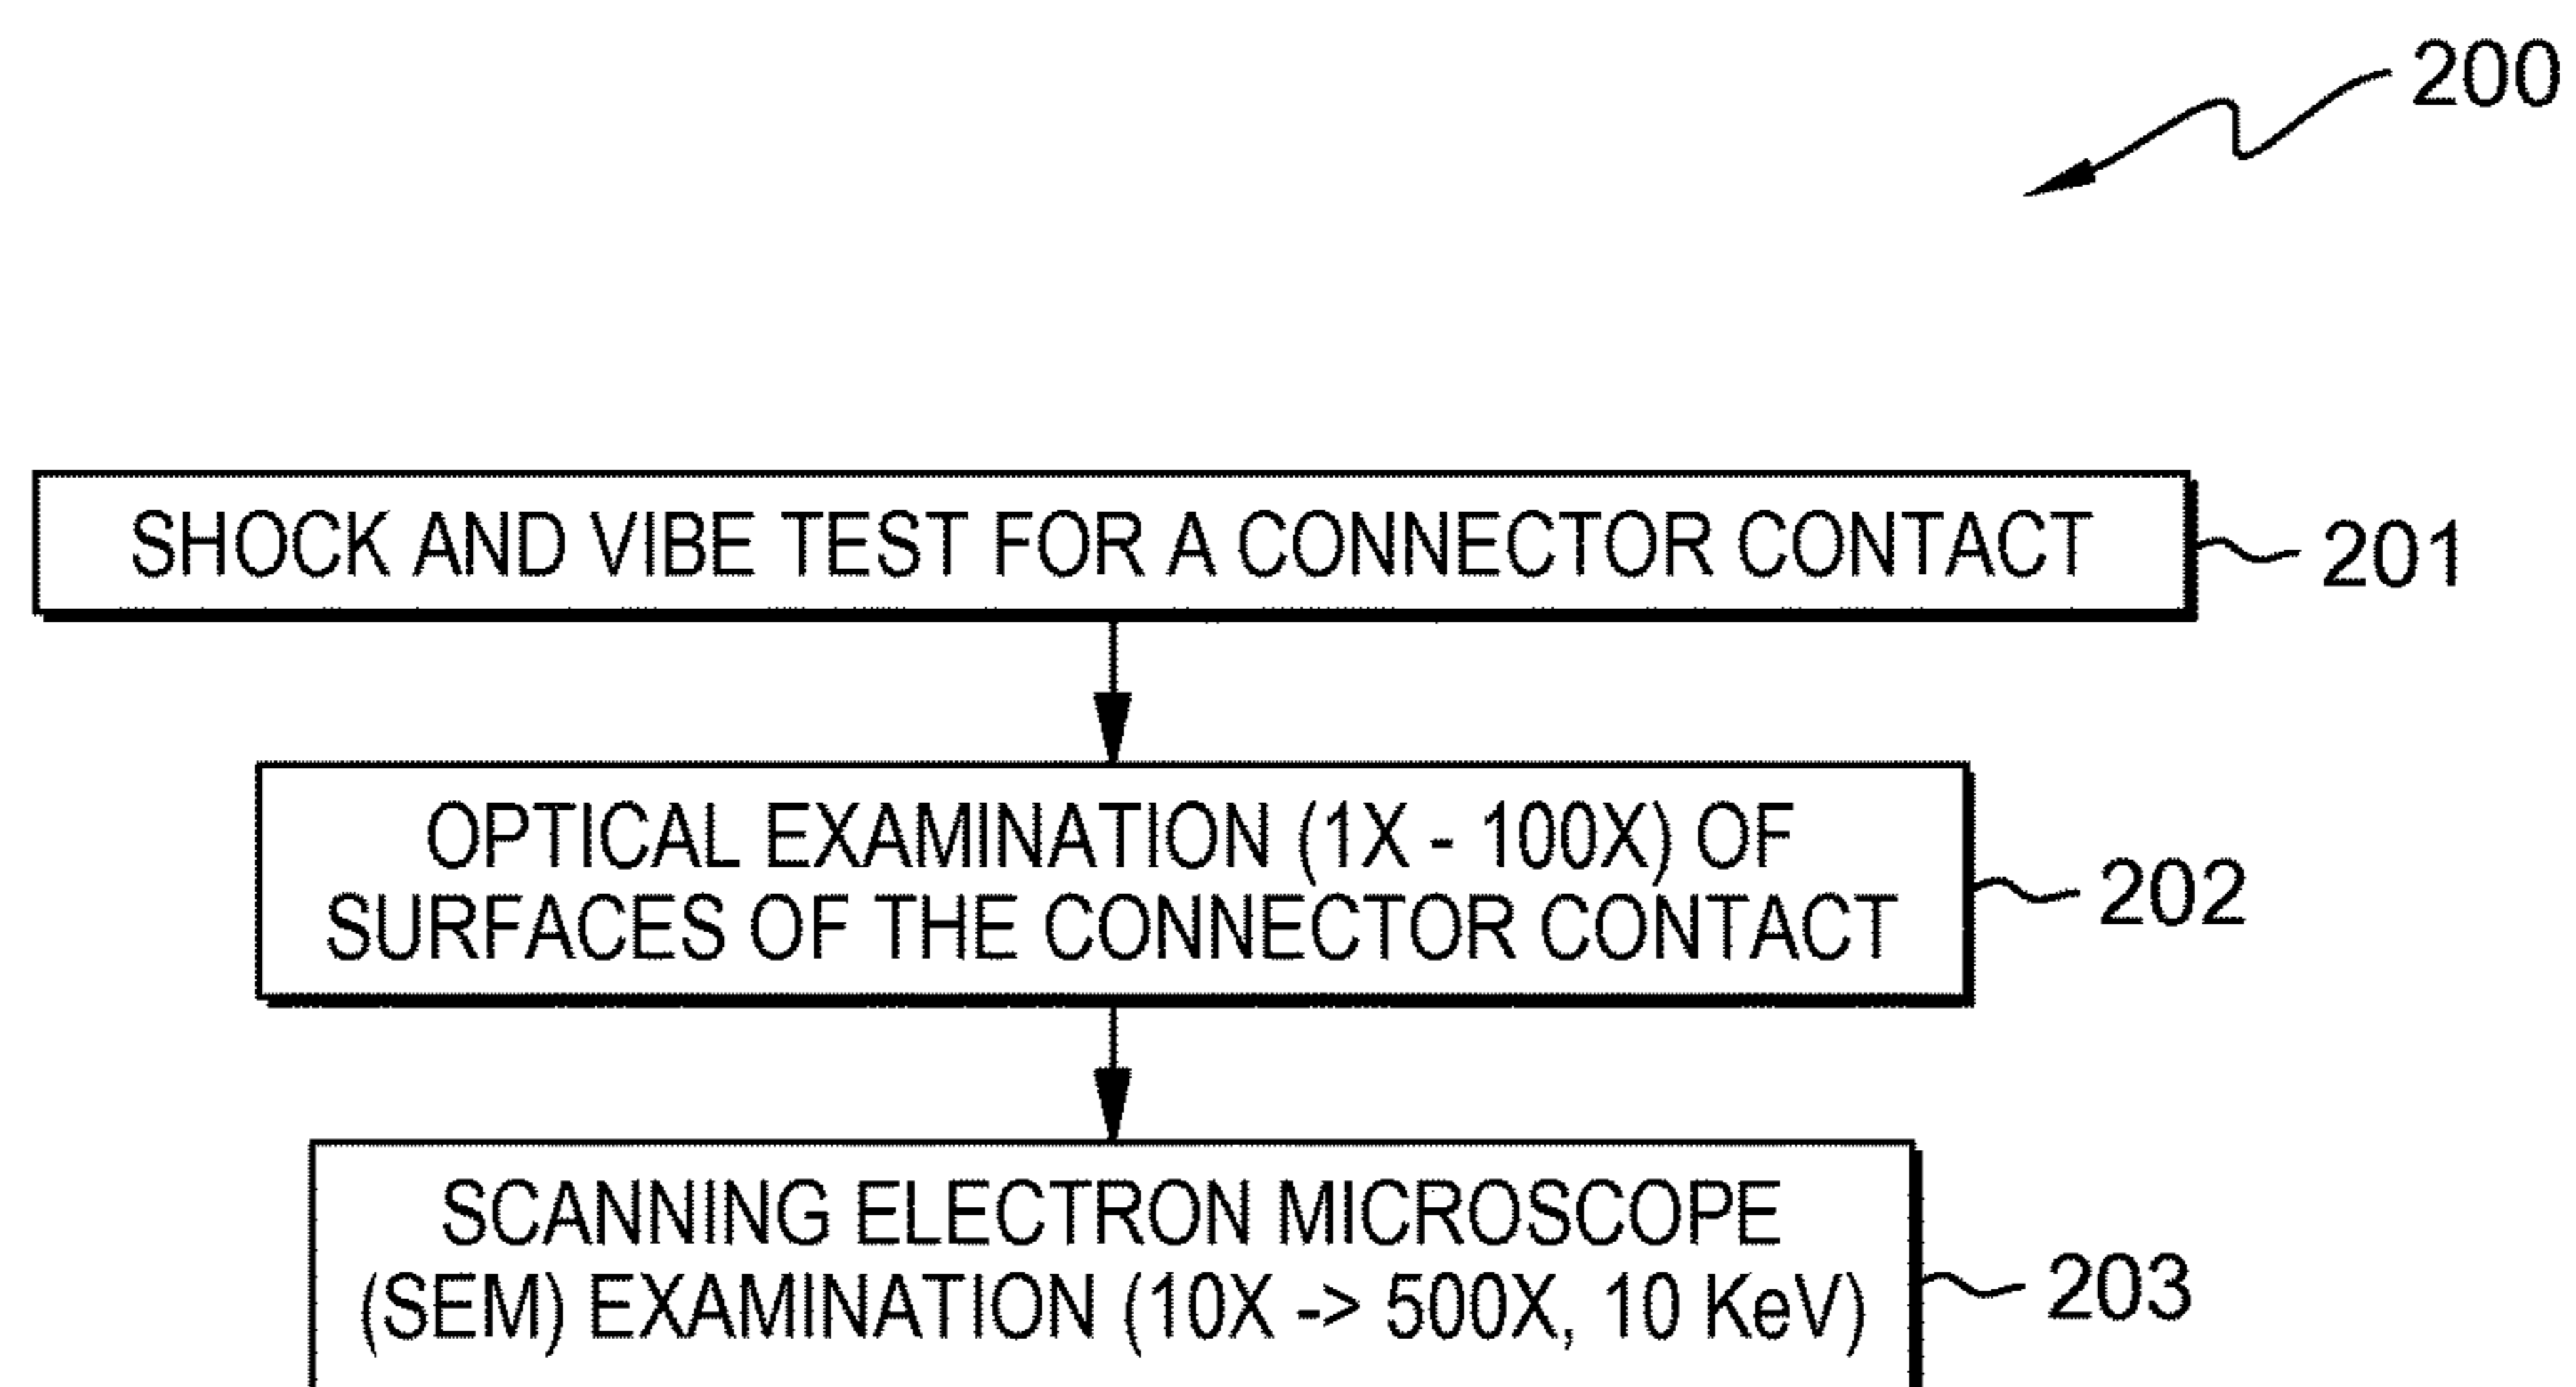 200
SHOCK AND VIBE TEST FOR A CONNECTOR CONTACT
201
OPTICAL EXAMINATION (1X - 100X) OF
SURFACES OF THE CONNECTOR CONTACT
202
SCANNING ELECTRON MICROSCOPE
(SEM) EXAMINATION (10X -> 500X, 10 KeV)
203